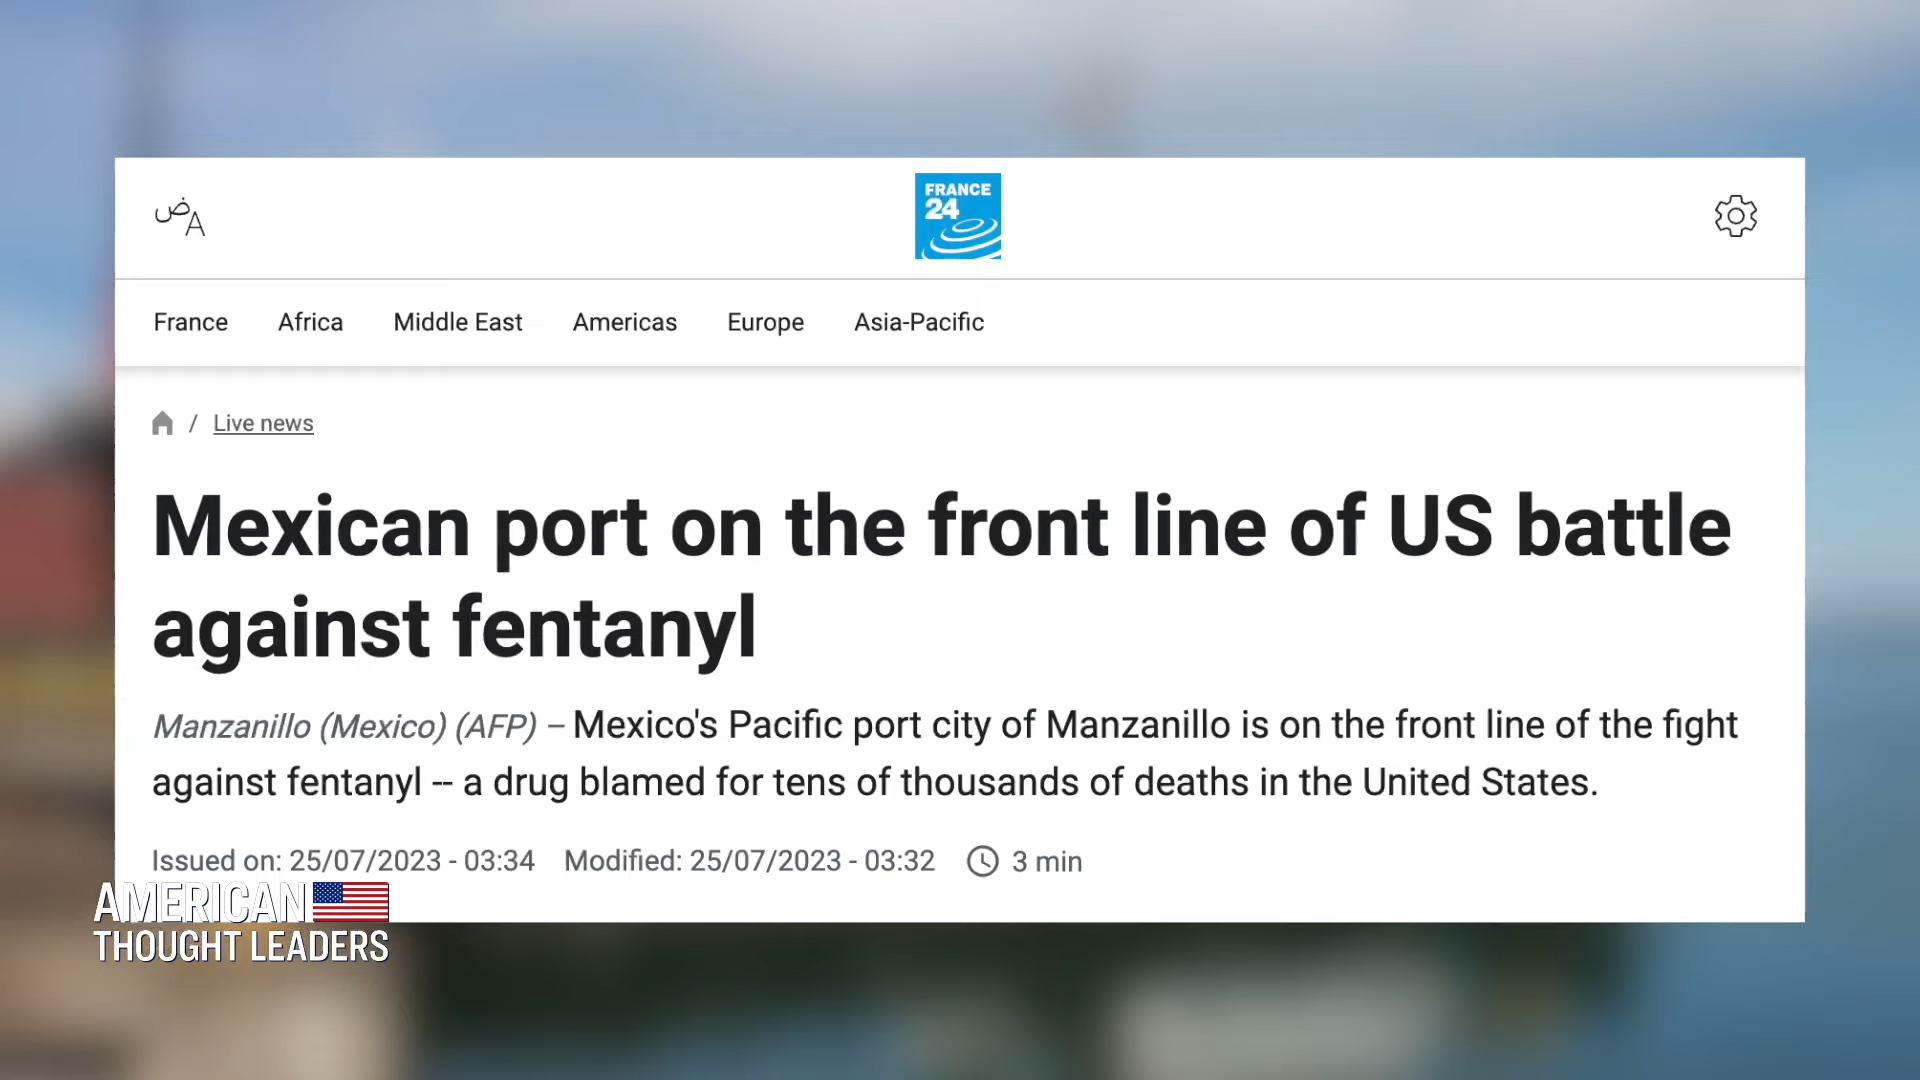 ض A
FRANCE
24
France Africa Middle East Americas Europe Asia-Pacific
/ Live news
Mexican port on the front line of US battle
against fentanyl
Manzanillo (Mexico) (AFP) – Mexico's Pacific port city of Manzanillo is on the front line of the fight
against fentanyl -- a drug blamed for tens of thousands of deaths in the United States.
Issued on: 25/07/2023 - 03:34 Modified: 25/07/2023 - 03:32 3 min
AMERICAN
THOUGHT LEADERS